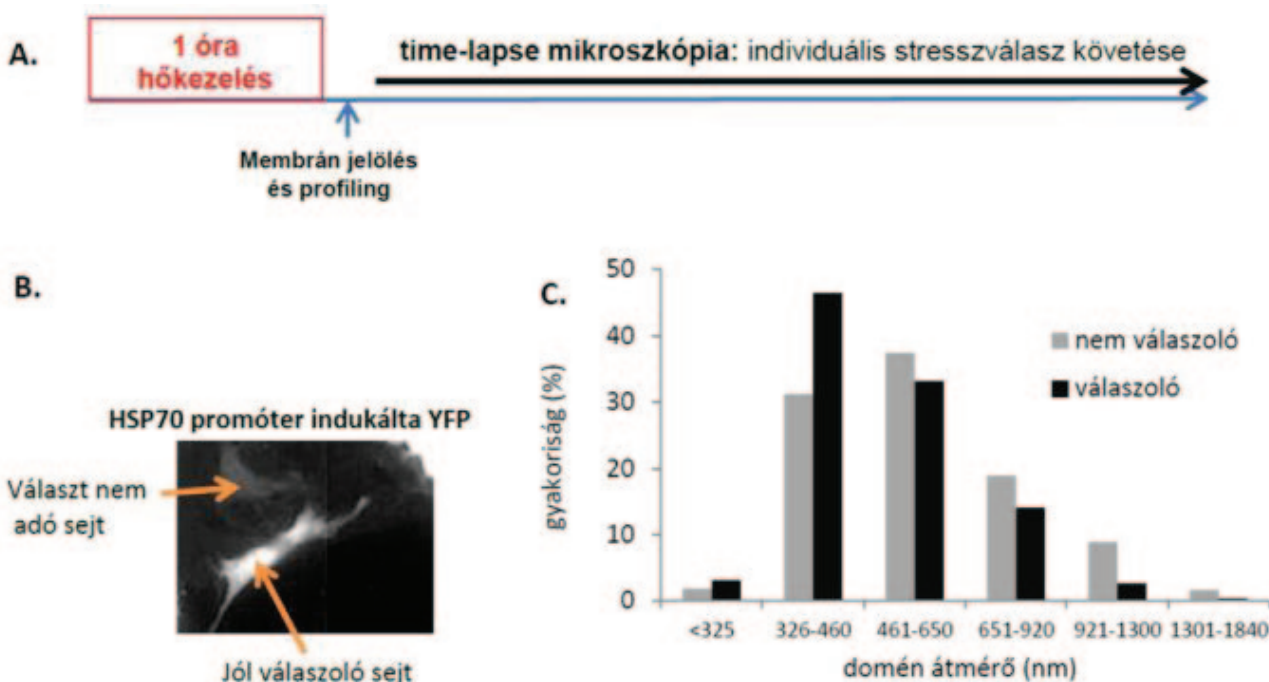 A.
1 óra
hőkezelés
time-lapse mikroszkópia: individuális stresszválasz követése
Membrán jelölés
és profiling
B.
HSP70 promóter indukálta YFP
Választ nem
adó sejt
Jól válaszoló sejt
C.
gyakoriság (%)
50
40
30
20
10
0
nem válaszoló
válaszoló
<325 326-460 461-650 651-920 921-1300 1301-1840
domén átmérő (nm)